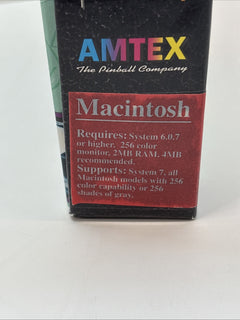 AMTEX
The Pinball Company
Macintosh
Requires: System 6.0.7
or higher. 256 color
monitor, 2MB RAM. 4MB
recommended.
Supports: System 7, all
Macintosh models with 256
color capability or 256
shades of gray.